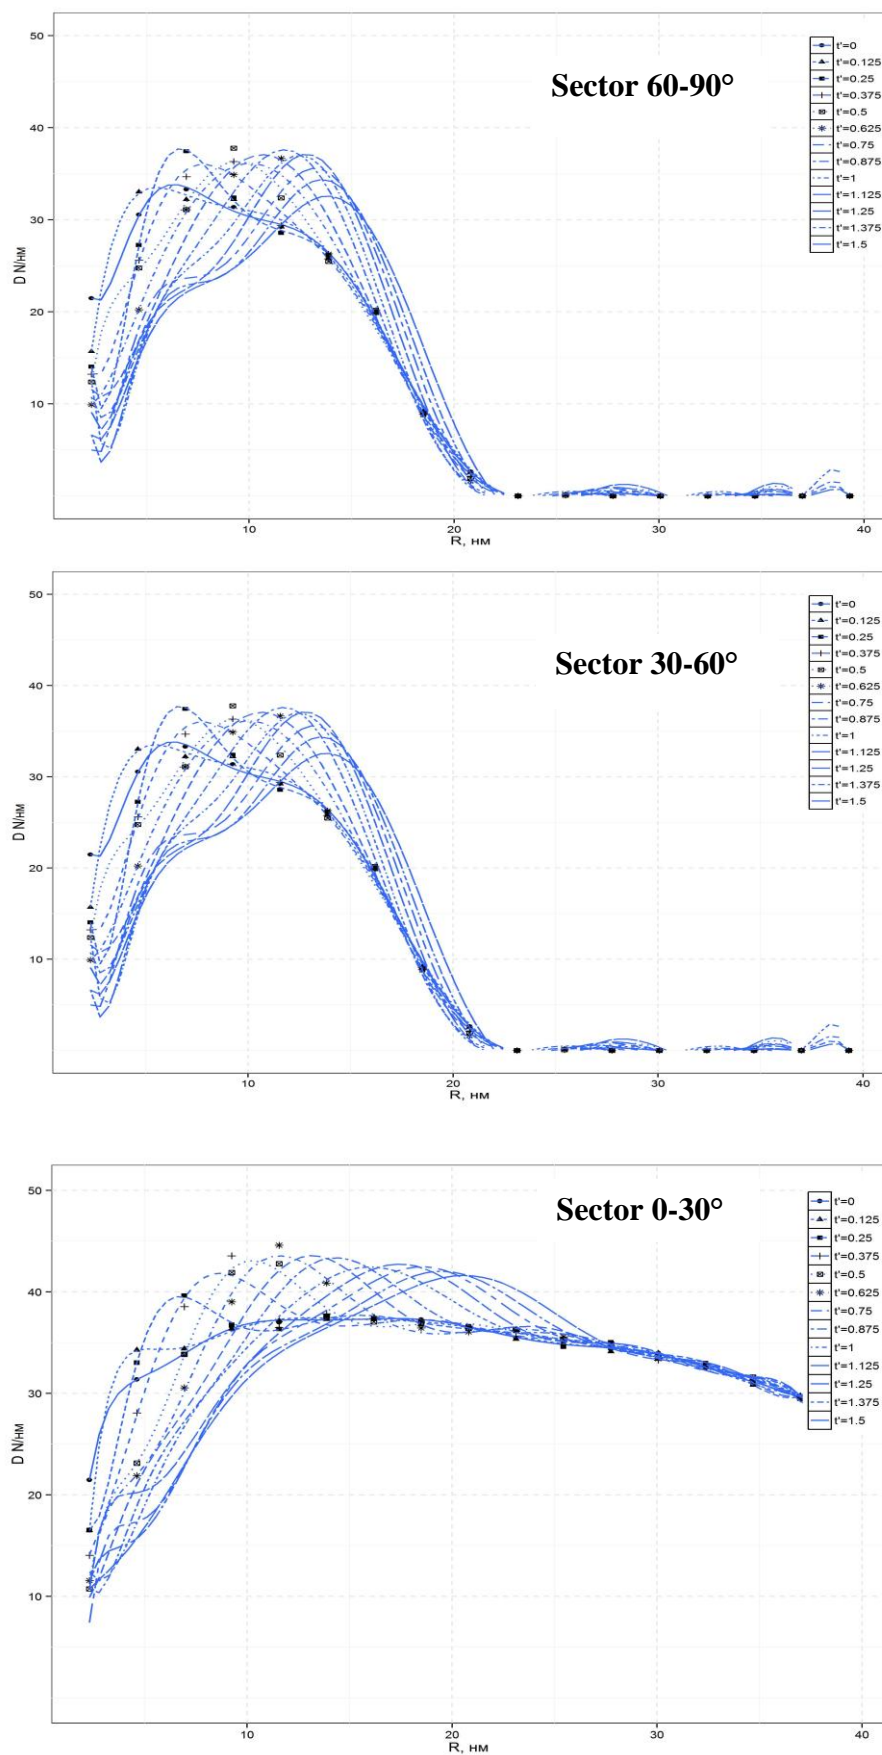 50
40
30
20
10
D N/нм
Sector 60-90°
t'=0
t'=0.125
t'=0.25
t'=0.375
t'=0.5
t'=0.625
t'=0.75
t'=0.875
t'=1
t'=1.125
t'=1.25
t'=1.375
t'=1.5
10 20 30 40
R, нм
50
40
30
20
10
D N/нм
Sector 30-60°
t'=0
t'=0.125
t'=0.25
t'=0.375
t'=0.5
t'=0.625
t'=0.75
t'=0.875
t'=1
t'=1.125
t'=1.25
t'=1.375
t'=1.5
10 20 30 40
R, нм
50
40
30
20
10
D N/нм
Sector 0-30°
t'=0
t'=0.125
t'=0.25
t'=0.375
t'=0.5
t'=0.625
t'=0.75
t'=0.875
t'=1
t'=1.125
t'=1.25
t'=1.375
t'=1.5
10 20 30 40
R, нм